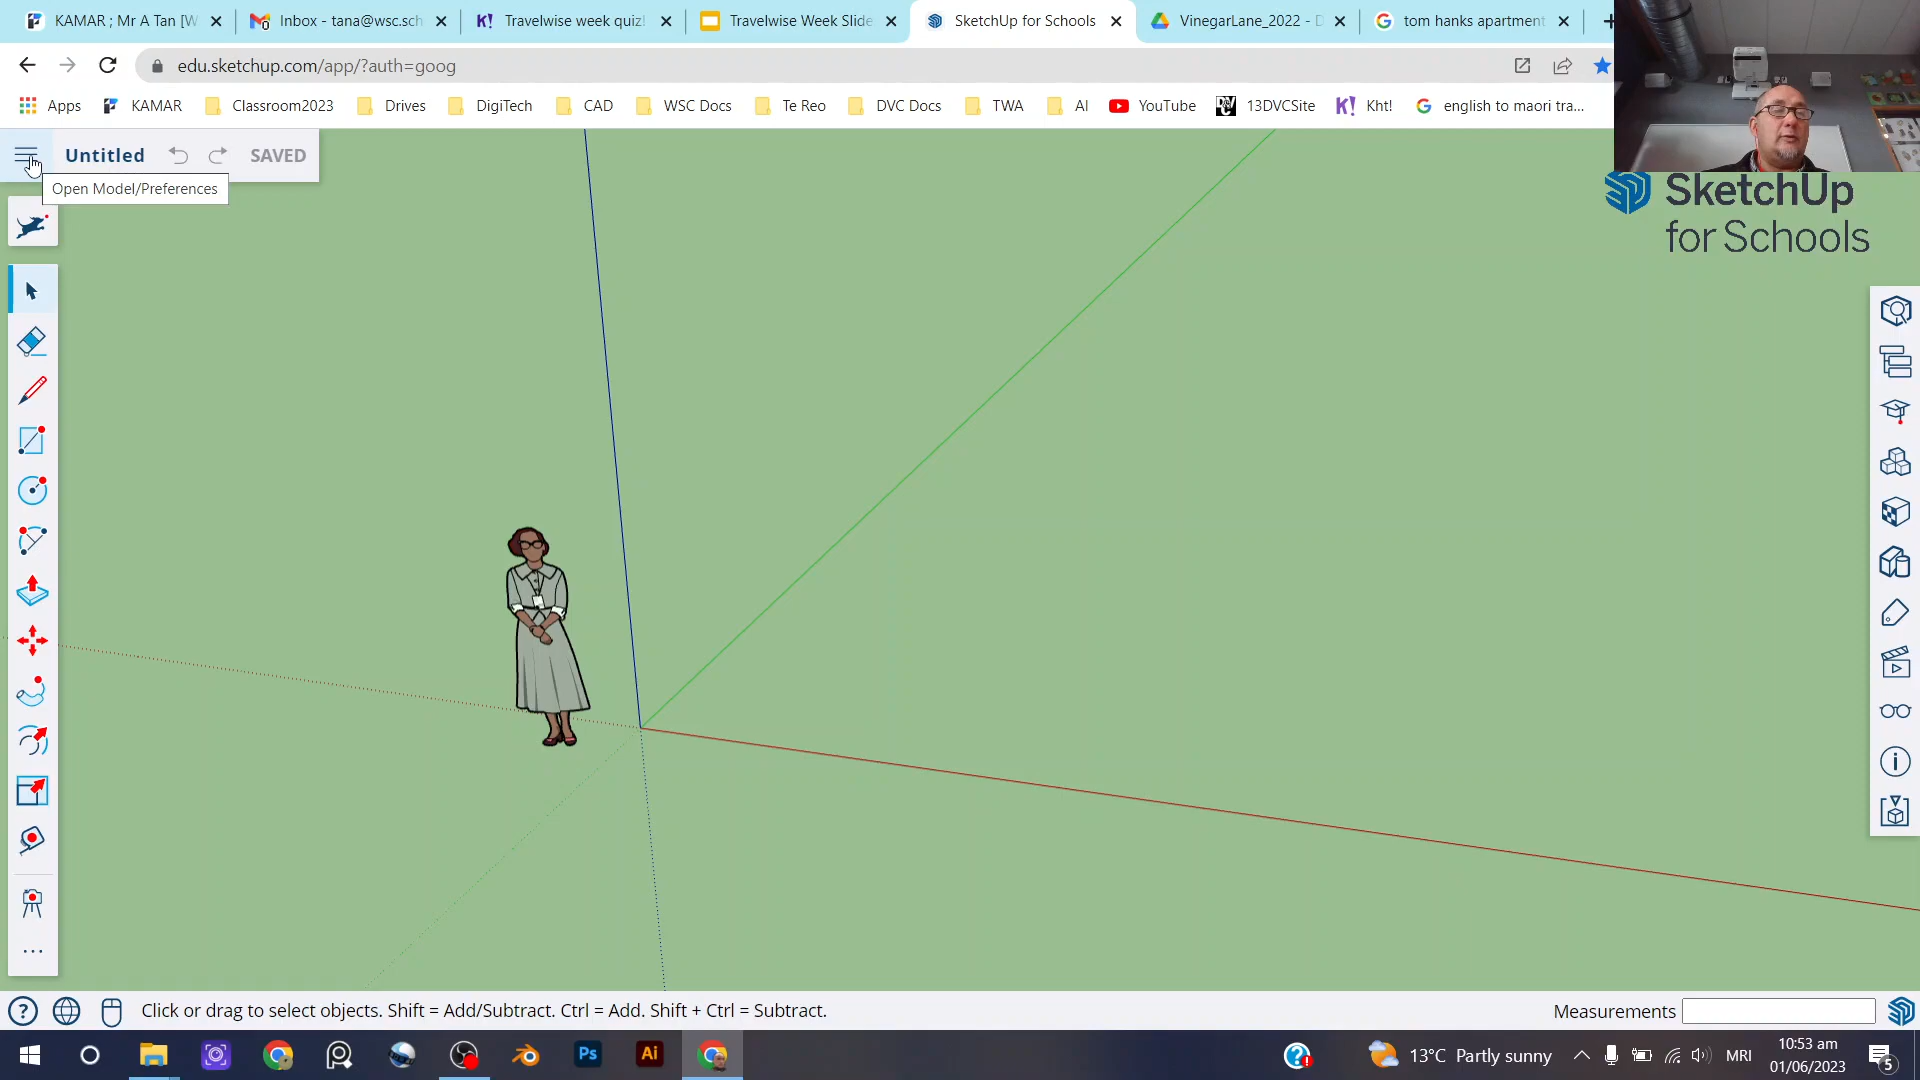 KAMAR ; Mr A Tan [W
Inbox - tana@wsc.sch
Travelwise week quiz!
Travelwise Week Slide
SketchUp for Schools
VinegarLane_2022 - D
tom hanks apartment
edu.sketchup.com/app/?auth=goog
Apps
KAMAR
Classroom2023
Drives
DigiTech
CAD
WSC Docs
Te Reo
DVC Docs
TWA
AI
YouTube
13DVCSite
Kht!
english to maori tra...
Untitled
SAVED
Open Model/Preferences
SketchUp
for Schools
Click or drag to select objects. Shift = Add/Subtract. Ctrl = Add. Shift + Ctrl = Subtract.
Measurements
Ps
Ai
13°C Partly sunny
MRI
10:53 am
01/06/2023
5